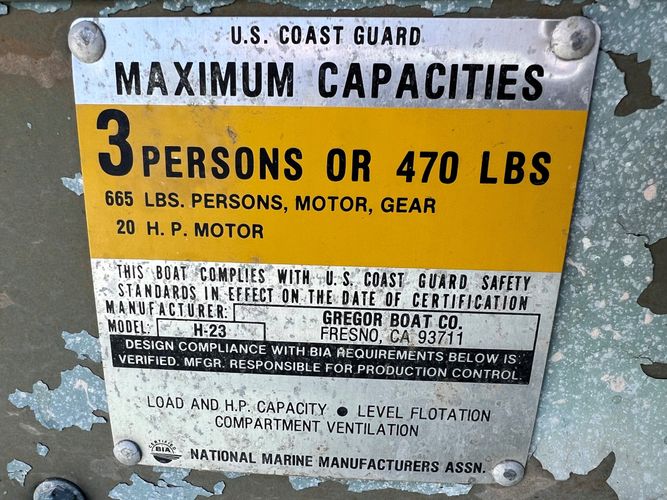 U.S. COAST GUARD
MAXIMUM CAPACITIES
3 PERSONS OR 470 LBS
665 LBS. PERSONS, MOTOR, GEAR
20 H. P. MOTOR
THIS BOAT COMPLIES WITH U.S. COAST GUARD SAFETY
STANDARDS IN EFFECT ON THE DATE OF CERTIFICATION
MANUFACTURER: GREGOR BOAT CO.
MODEL: H-23 FRESNO, CA 93711
DESIGN COMPLIANCE WITH BIA REQUIREMENTS BELOW IS
VERIFIED. MFGR. RESPONSIBLE FOR PRODUCTION CONTROL.
LOAD AND H.P. CAPACITY ● LEVEL FLOTATION
COMPARTMENT VENTILATION
CERTIFIED
BIA
NATIONAL MARINE MANUFACTURERS ASSN.